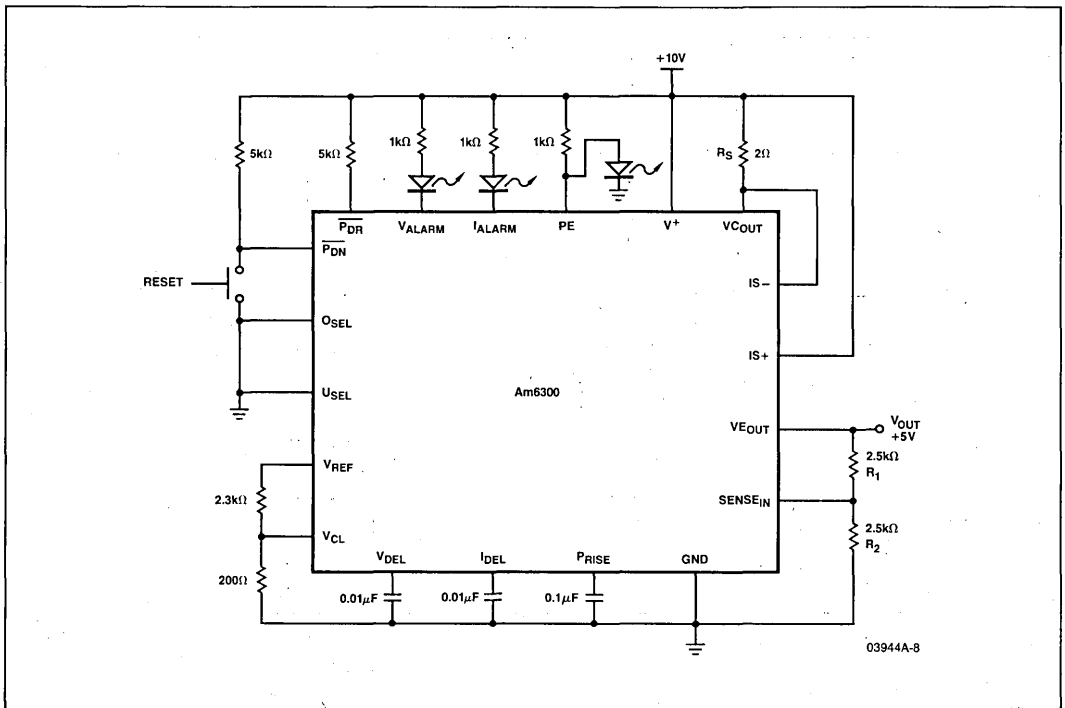 +10V
5kΩ
5kΩ
1kΩ
1kΩ
1kΩ
RS
2Ω
PDR
VALARM
IALARM
PE
V+
VCOUT
PDN
RESET
IS−
OSEL
IS+
USEL
Am6300
VEOUT
VOUT
+5V
VREF
2.5kΩ
R1
2.3kΩ
SENSEIN
VCL
2.5kΩ
R2
VDEL
IDEL
PRISE
GND
200Ω
0.01μF
0.01μF
0.1μF
03944A-8